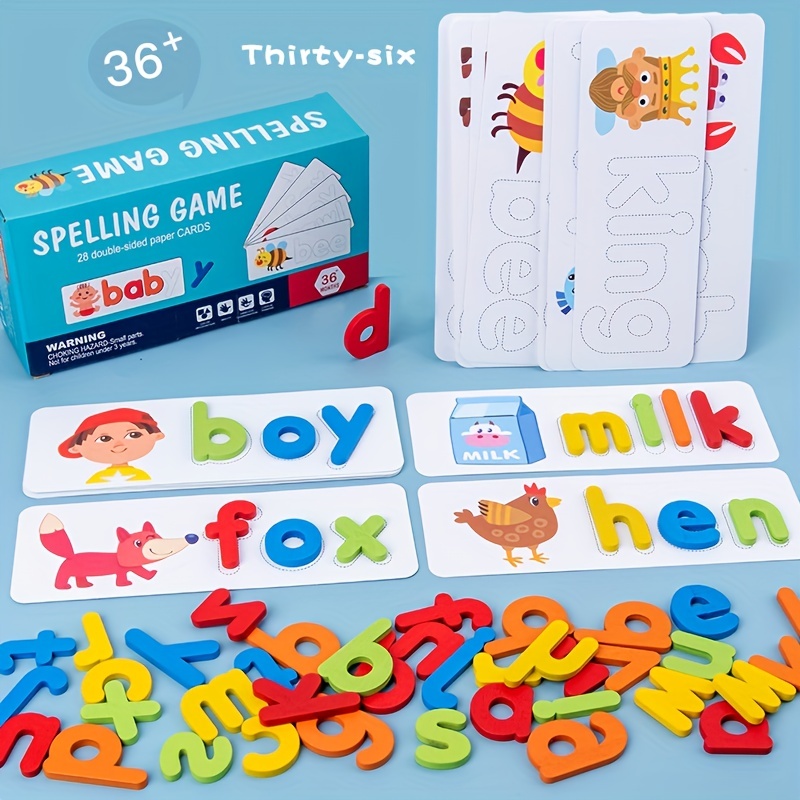 36+ Thirty-six
SPELLING GAME
SPELLING GAME
28 double-sided paper CARDS
baby y
bee
36+
MONTHS
WARNING
CHOKING HAZARD-Small parts.
Not for children under 3 years.
d
bee
king
boy
MILK
milk
fox
hen